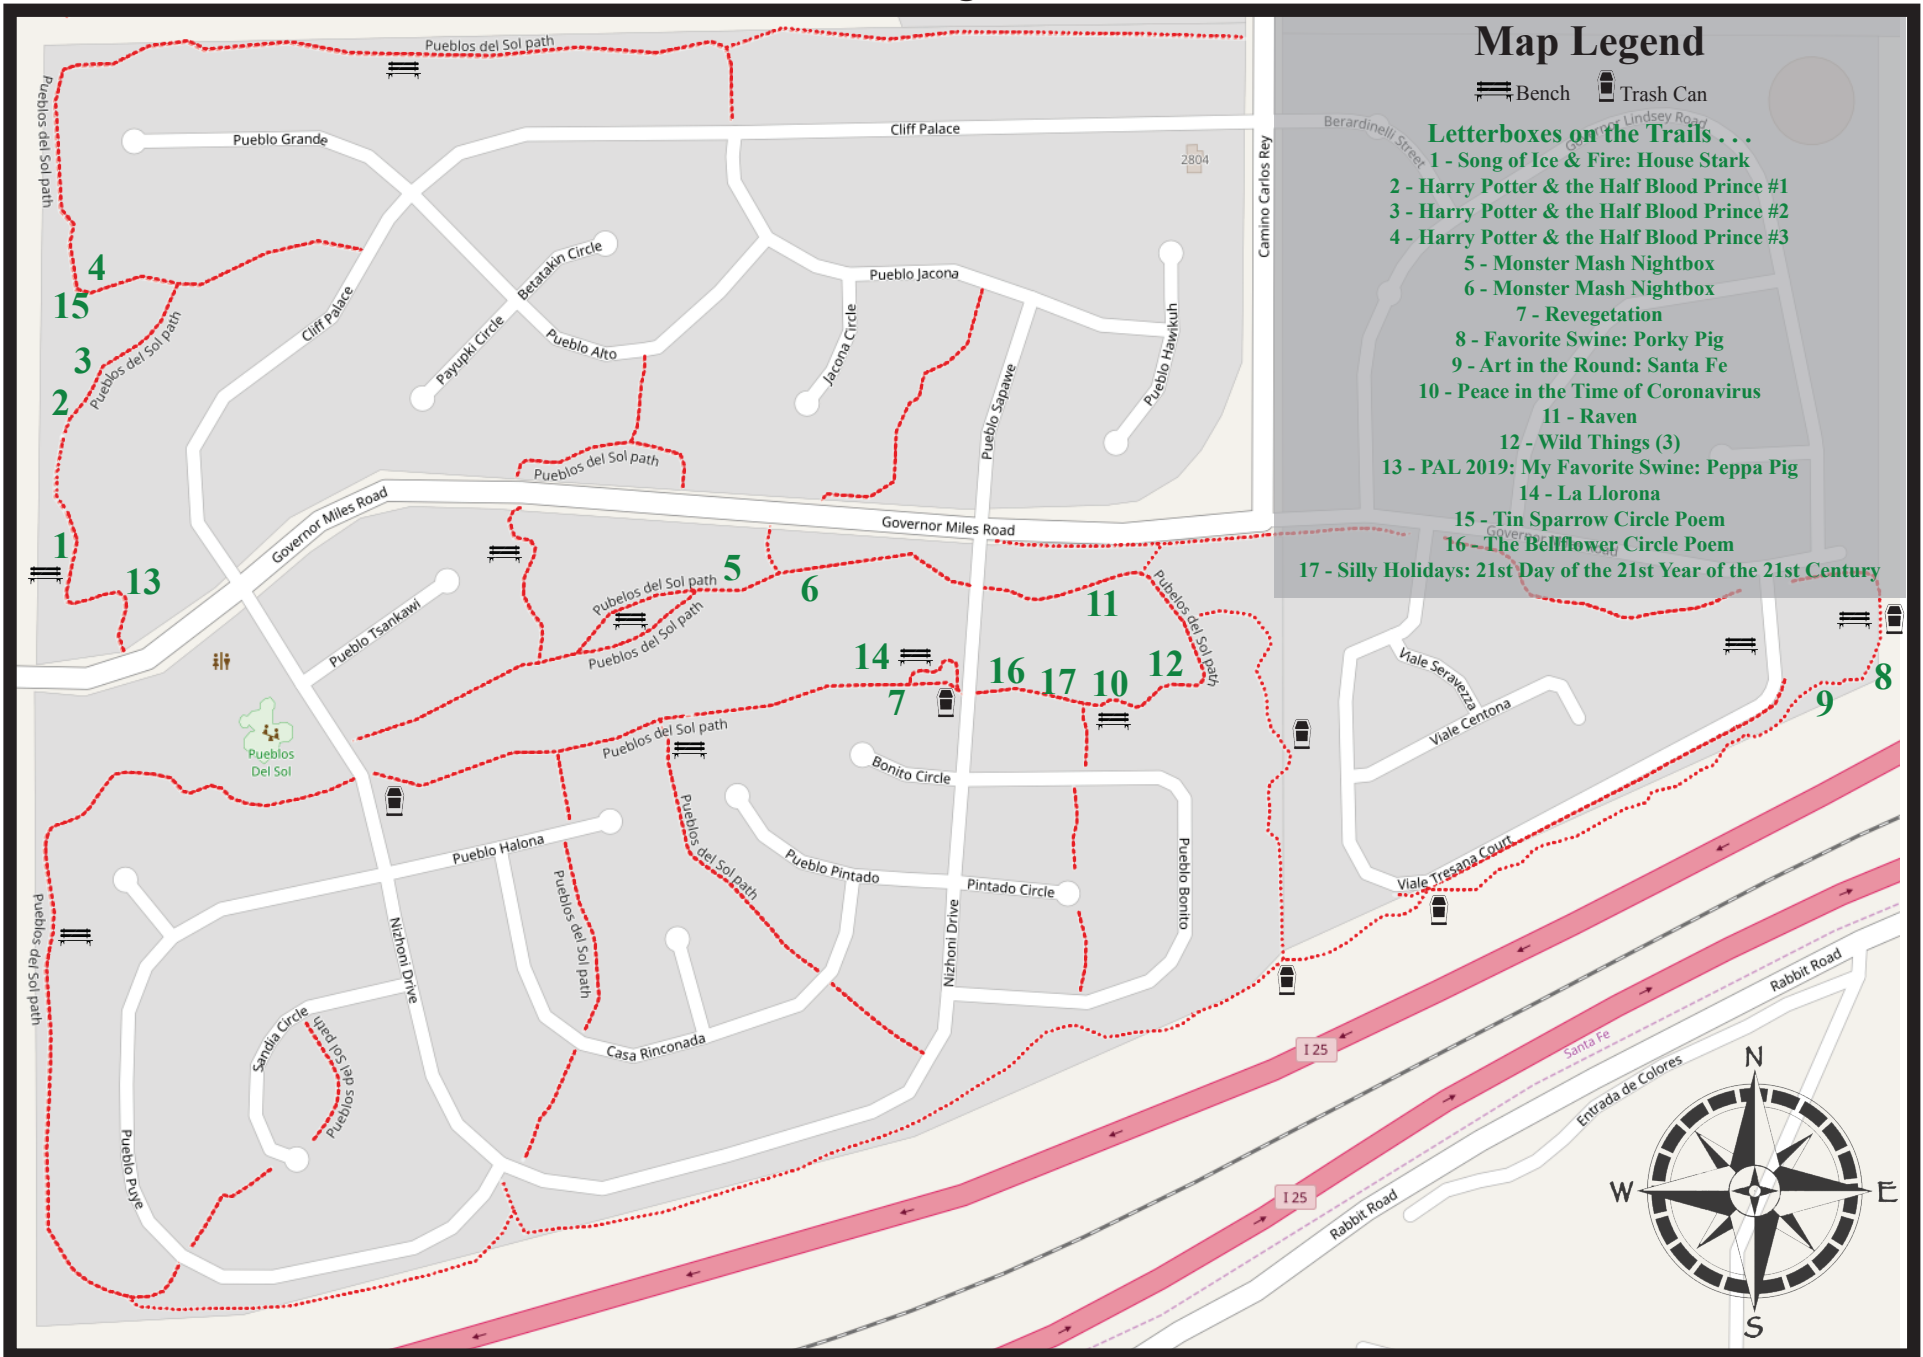 Map Legend
Bench
Trash Can
Letterboxes on the Trails . . .
1 - Song of Ice & Fire: House Stark
2 - Harry Potter & the Half Blood Prince #1
3 - Harry Potter & the Half Blood Prince #2
4 - Harry Potter & the Half Blood Prince #3
5 - Monster Mash Nightbox
6 - Monster Mash Nightbox
7 - Revegetation
8 - Favorite Swine: Porky Pig
9 - Art in the Round: Santa Fe
10 - Peace in the Time of Coronavirus
11 - Raven
12 - Wild Things (3)
13 - PAL 2019: My Favorite Swine: Peppa Pig
14 - La Llorona
15 - Tin Sparrow Circle Poem
16 - The Bellflower Circle Poem
17 - Silly Holidays: 21st Day of the 21st Year of the 21st Century
Pueblos del Sol path
Pueblos del Sol path
Pueblo Grande
Cliff Palace
2804
Camino Carlos Rey
Berardinelli Street
Governor Lindsey Road
Betatakin Circle
Pueblo Jacona
4
15
Cliff Palace
Payupki Circle
Pueblo Alto
Jacona Circle
Pueblo Hawikuh
Pueblos del Sol path
3
2
Pueblo Sapawe
Pueblos del Sol path
Governor Miles Road
Governor Miles Road
Governor Miles Road
1
13
Pueblo Tsankawi
Pubelos del Sol path
5
6
Pueblos del Sol path
11
Pubelos del Sol path
14
7
16
17
10
12
8
9
Viale Seravezza
Viale Centona
Pueblos
Del Sol
Pueblos del Sol path
Bonito Circle
Pueblo Halona
Pueblos del Sol path
Pueblo Pintado
Pintado Circle
Pueblo Bonito
Viale Tresana Court
Pueblos del Sol path
Pueblos del Sol path
Nizhoni Drive
Nizhoni Drive
Sandia Circle
Pueblos del Sol path
Casa Rinconada
Pueblo Puye
I 25
I 25
Santa Fe
Rabbit Road
Entrada de Colores
Rabbit Road
N
W
E
S